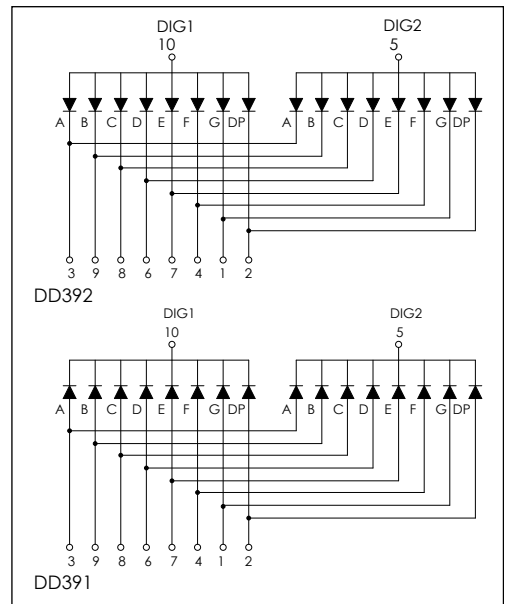 DIG1 DIG2
10 5
A B C D E F G DP A B C D E F G DP
3 9 8 6 7 4 1 2
DD392
DIG1 DIG2
10 5
A B C D E F G DP A B C D E F G DP
3 9 8 6 7 4 1 2
DD391